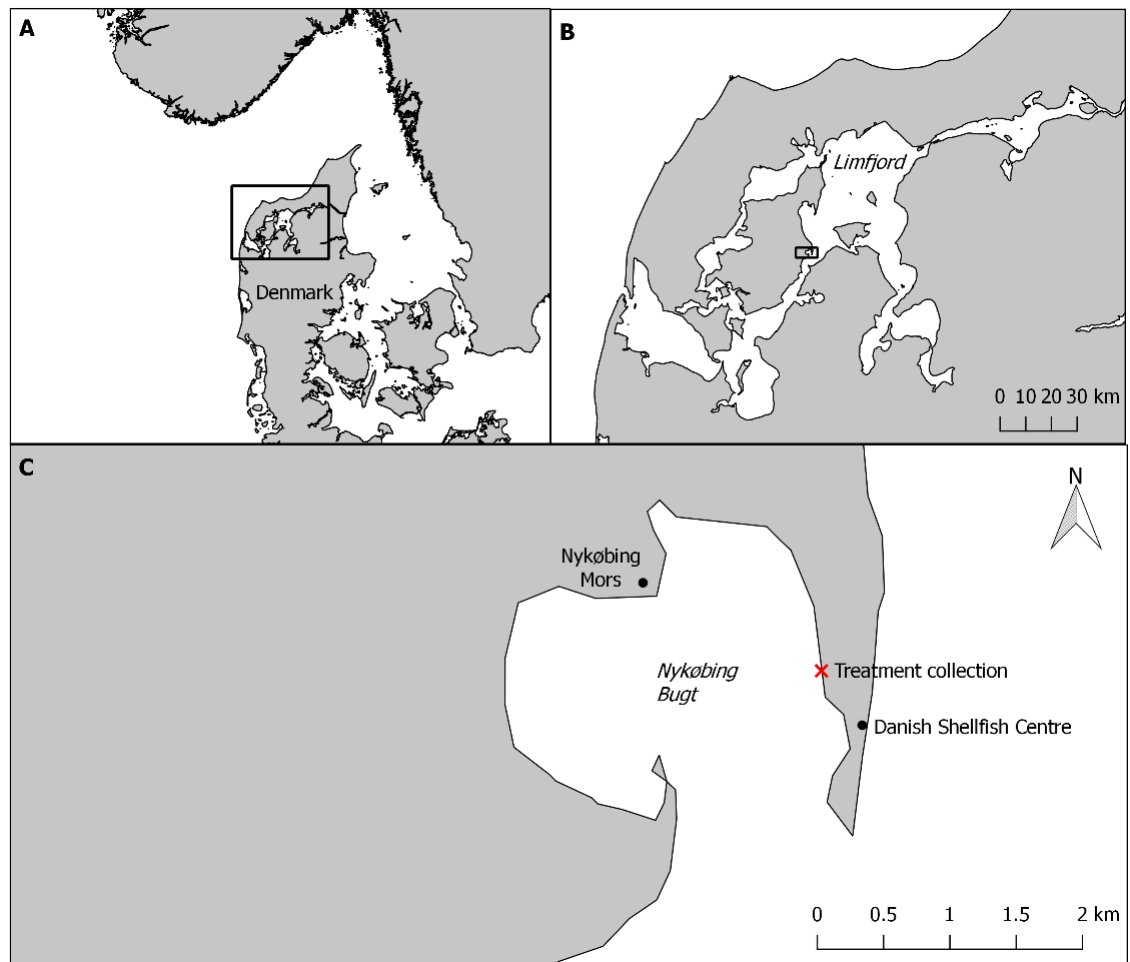 A
Denmark
B
Limfjord
0 10 20 30 km
C
N
Nykøbing
Mors
Nykøbing
Bugt
Treatment collection
Danish Shellfish Centre
0 0.5 1 1.5 2 km